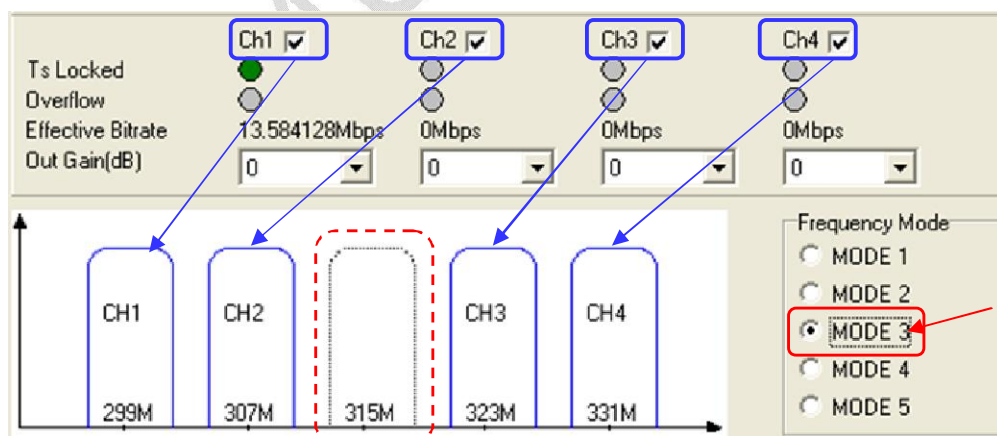 Ch1 Ch2 Ch3 Ch4
Ts Locked
Overflow
Effective Bitrate 13.584128Mbps 0Mbps 0Mbps 0Mbps
Out Gain(dB) 0 0 0 0
Frequency Mode
MODE 1
MODE 2
MODE 3
MODE 4
MODE 5
CH1 CH2 CH3 CH4
299M 307M 315M 323M 331M